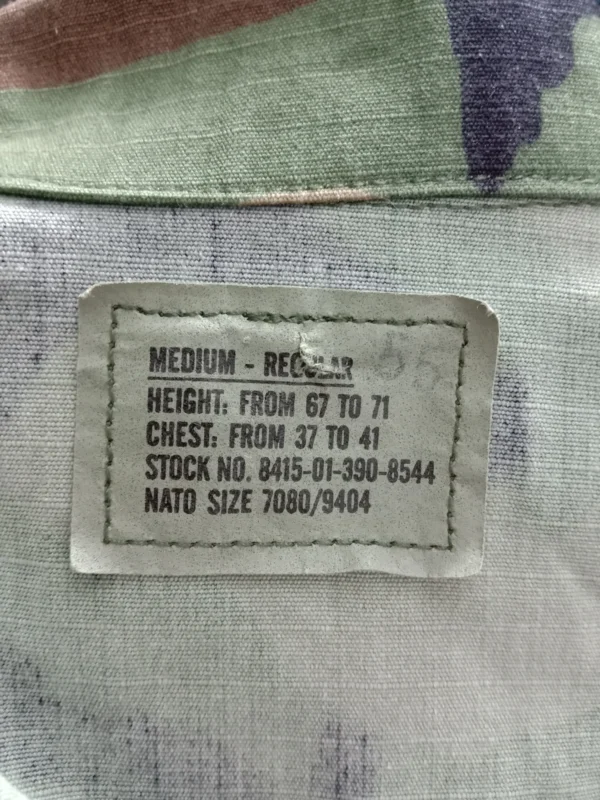 MEDIUM - REGULAR 55
HEIGHT: FROM 67 TO 71
CHEST: FROM 37 TO 41
STOCK NO. 8415-01-390-8544
NATO SIZE 7080/9404